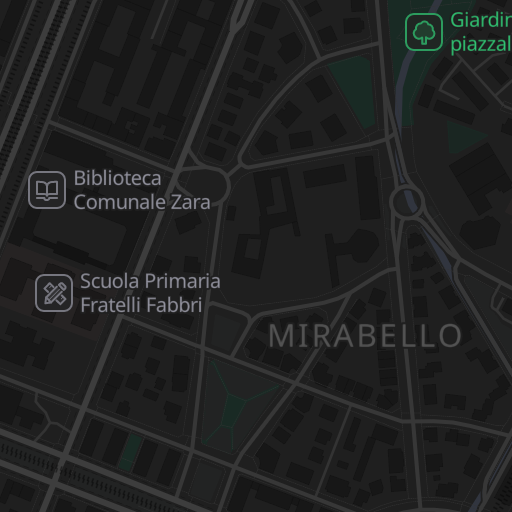 Giardin
piazzal
Biblioteca
Comunale Zara
Scuola Primaria
Fratelli Fabbri
MIRABELLO